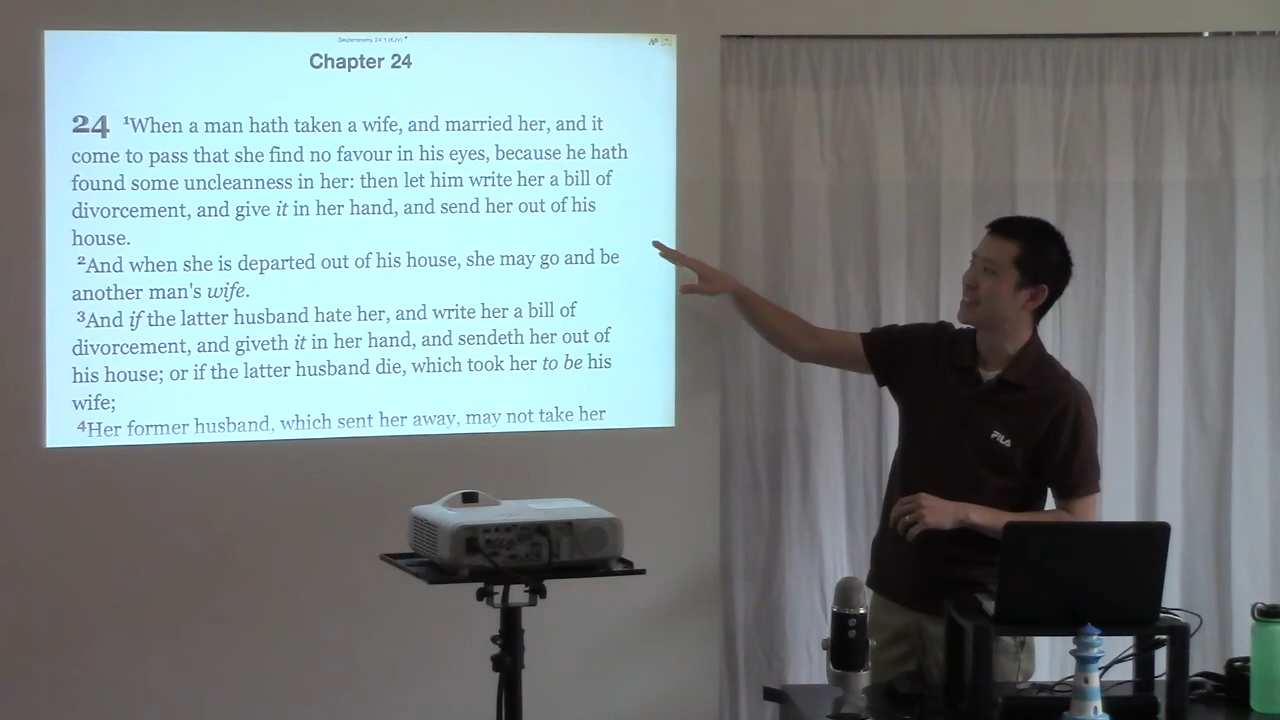 Deuteronomy 24:1 (KJV)
Chapter 24
24 ¹When a man hath taken a wife, and married her, and it
come to pass that she find no favour in his eyes, because he hath
found some uncleanness in her: then let him write her a bill of
divorcement, and give it in her hand, and send her out of his
house.
²And when she is departed out of his house, she may go and be
another man's wife.
³And if the latter husband hate her, and write her a bill of
divorcement, and giveth it in her hand, and sendeth her out of
his house; or if the latter husband die, which took her to be his
wife;
⁴Her former husband, which sent her away, may not take her
FILA